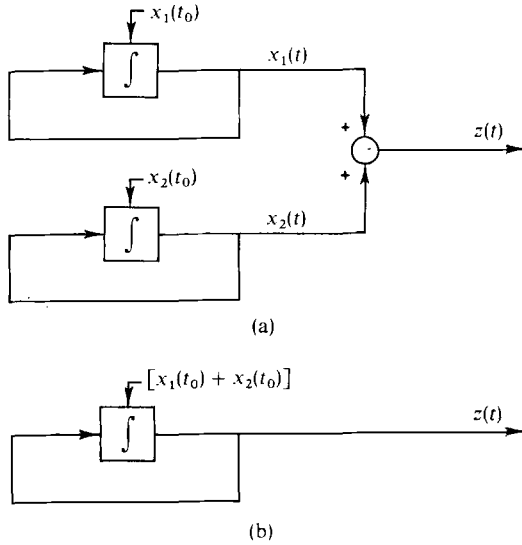 x₁(t₀)
∫
x₁(t)
+
z(t)
+
x₂(t₀)
∫
x₂(t)
(a)
[x₁(t₀) + x₂(t₀)]
∫
z(t)
(b)